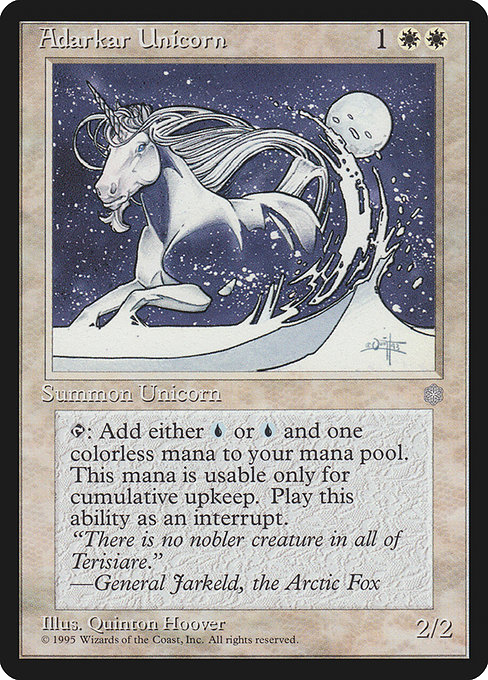 Adarkar Unicorn 1
Summon Unicorn
: Add either or and one
colorless mana to your mana pool.
This mana is usable only for
cumulative upkeep. Play this
ability as an interrupt.
“There is no nobler creature in all of
Terisiare.”
—General Jarkeld, the Arctic Fox
Illus. Quinton Hoover
© 1995 Wizards of the Coast, Inc. All rights reserved.
2/2